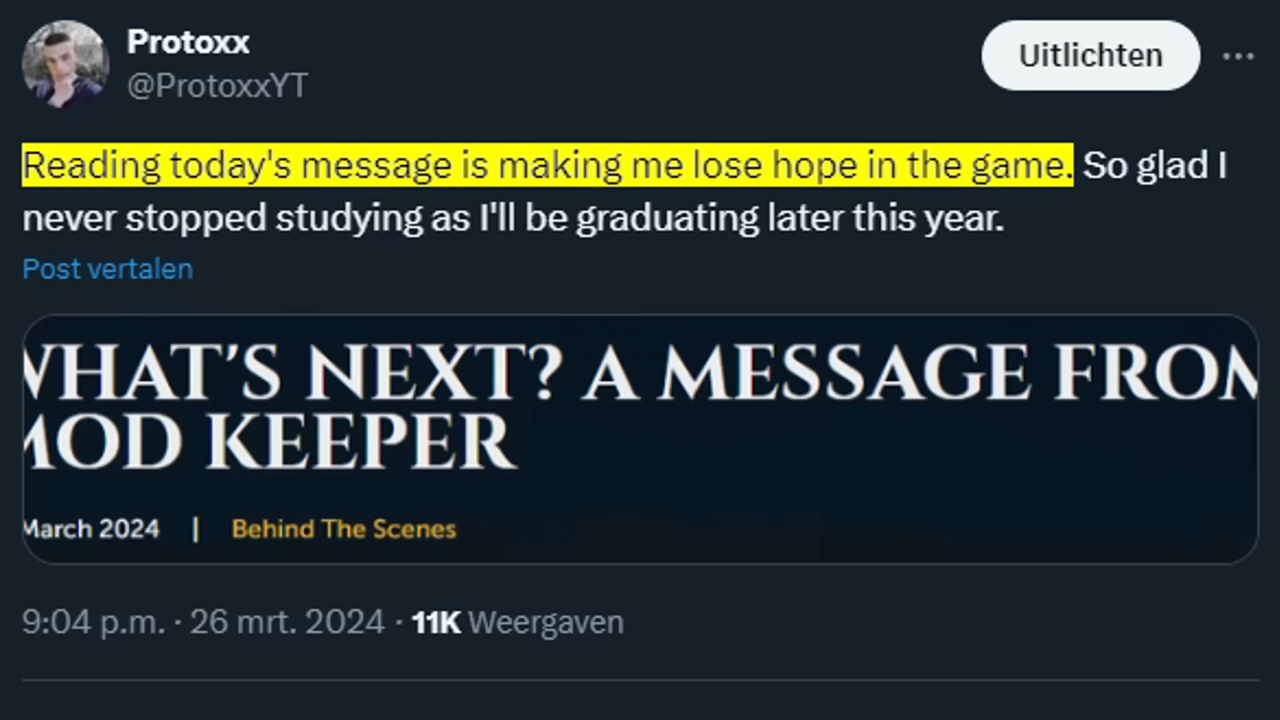 Protoxx
@ProtoxxYT
Uitlichten
Reading today's message is making me lose hope in the game. So glad I
never stopped studying as I'll be graduating later this year.
Post vertalen
WHAT'S NEXT? A MESSAGE FROM
MOD KEEPER
March 2024 | Behind The Scenes
9:04 p.m. · 26 mrt. 2024 · 11K Weergaven